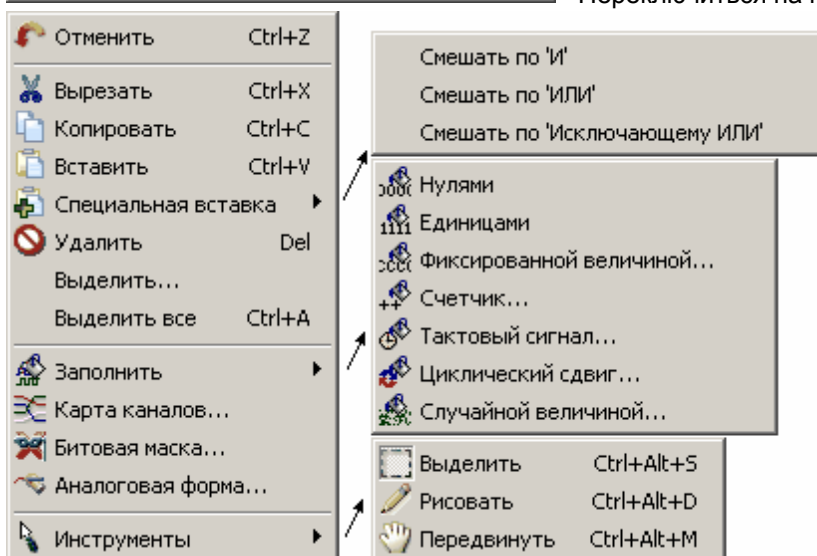 Переключиться на
Отменить Ctrl+Z
Вырезать Ctrl+X
Копировать Ctrl+C
Вставить Ctrl+V
Специальная вставка
Удалить Del
Выделить...
Выделить все Ctrl+A
Заполнить
Карта каналов...
Битовая маска...
Аналоговая форма...
Инструменты
Смешать по 'И'
Смешать по 'ИЛИ'
Смешать по 'Исключающему ИЛИ'
Нулями
Единицами
Фиксированной величиной...
Счетчик...
Тактовый сигнал...
Циклический сдвиг...
Случайной величиной...
Выделить Ctrl+Alt+S
Рисовать Ctrl+Alt+D
Передвинуть Ctrl+Alt+M